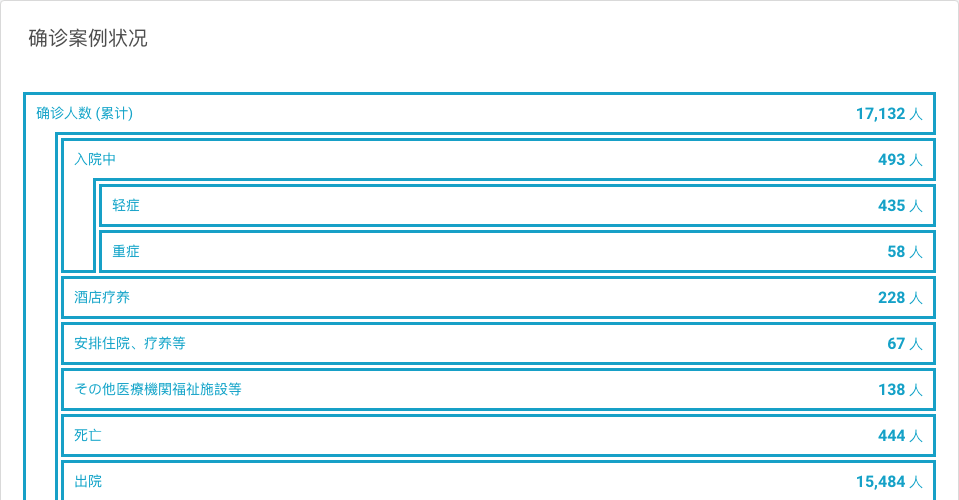 确诊案例状况
确诊人数 (累计) 17,132 人
入院中 493 人
轻症 435 人
重症 58 人
酒店疗养 228 人
安排住院、疗养等 67 人
その他医療機関福祉施設等 138 人
死亡 444 人
出院 15,484 人